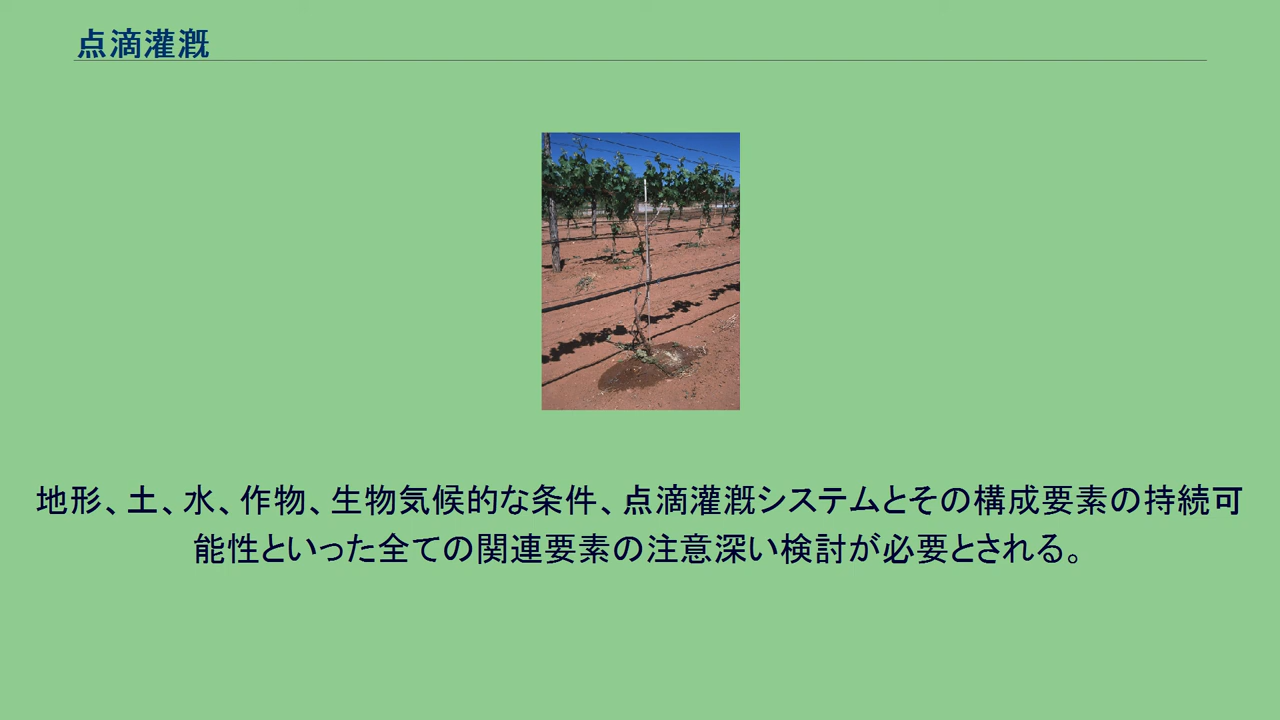 点滴灌漑
地形、土、水、作物、生物気候的な条件、点滴灌漑システムとその構成要素の持続可
能性といった全ての関連要素の注意深い検討が必要とされる。